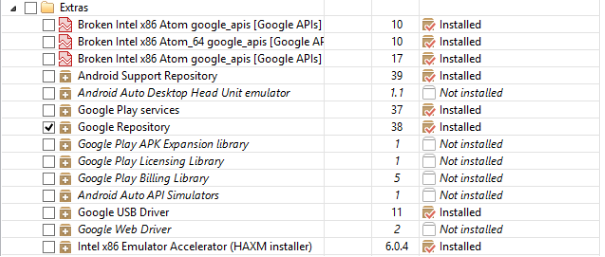 Extras
Broken Intel x86 Atom google_apis [Google APIs] 10 Installed
Broken Intel x86 Atom_64 google_apis [Google AP 10 Installed
Broken Intel x86 Atom google_apis [Google APIs] 17 Installed
Android Support Repository 39 Installed
Android Auto Desktop Head Unit emulator 1.1 Not installed
Google Play services 37 Installed
Google Repository 38 Installed
Google Play APK Expansion library 1 Not installed
Google Play Licensing Library 1 Not installed
Google Play Billing Library 5 Not installed
Android Auto API Simulators 1 Not installed
Google USB Driver 11 Installed
Google Web Driver 2 Not installed
Intel x86 Emulator Accelerator (HAXM installer) 6.0.4 Installed